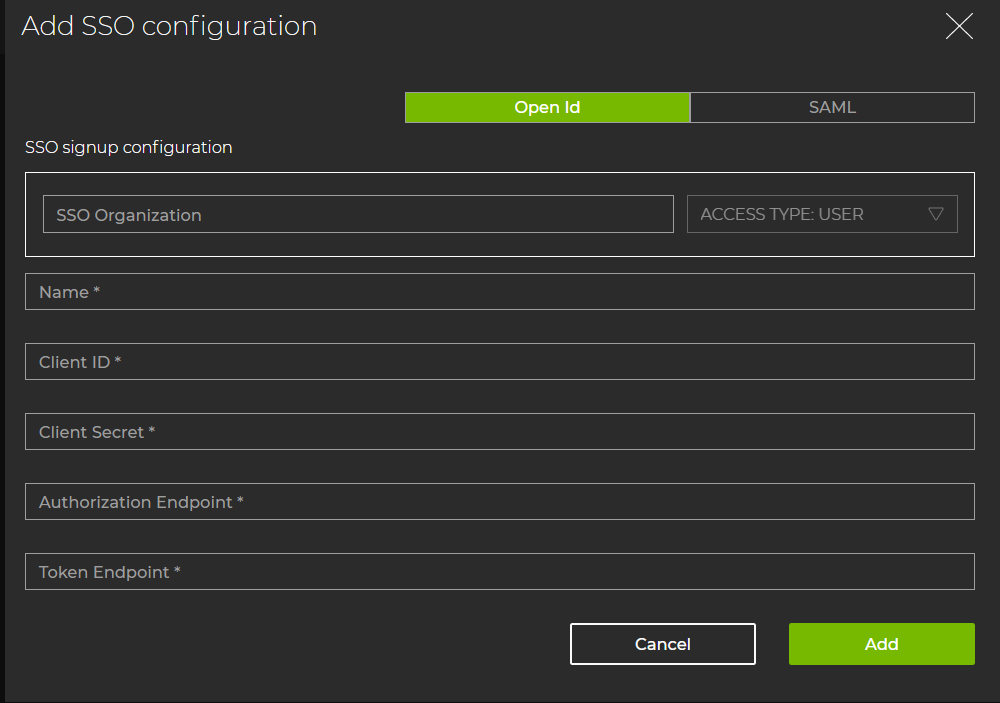 Add SSO configuration
Open Id
SAML
SSO signup configuration
SSO Organization
ACCESS TYPE: USER
Name *
Client ID *
Client Secret *
Authorization Endpoint *
Token Endpoint *
Cancel
Add